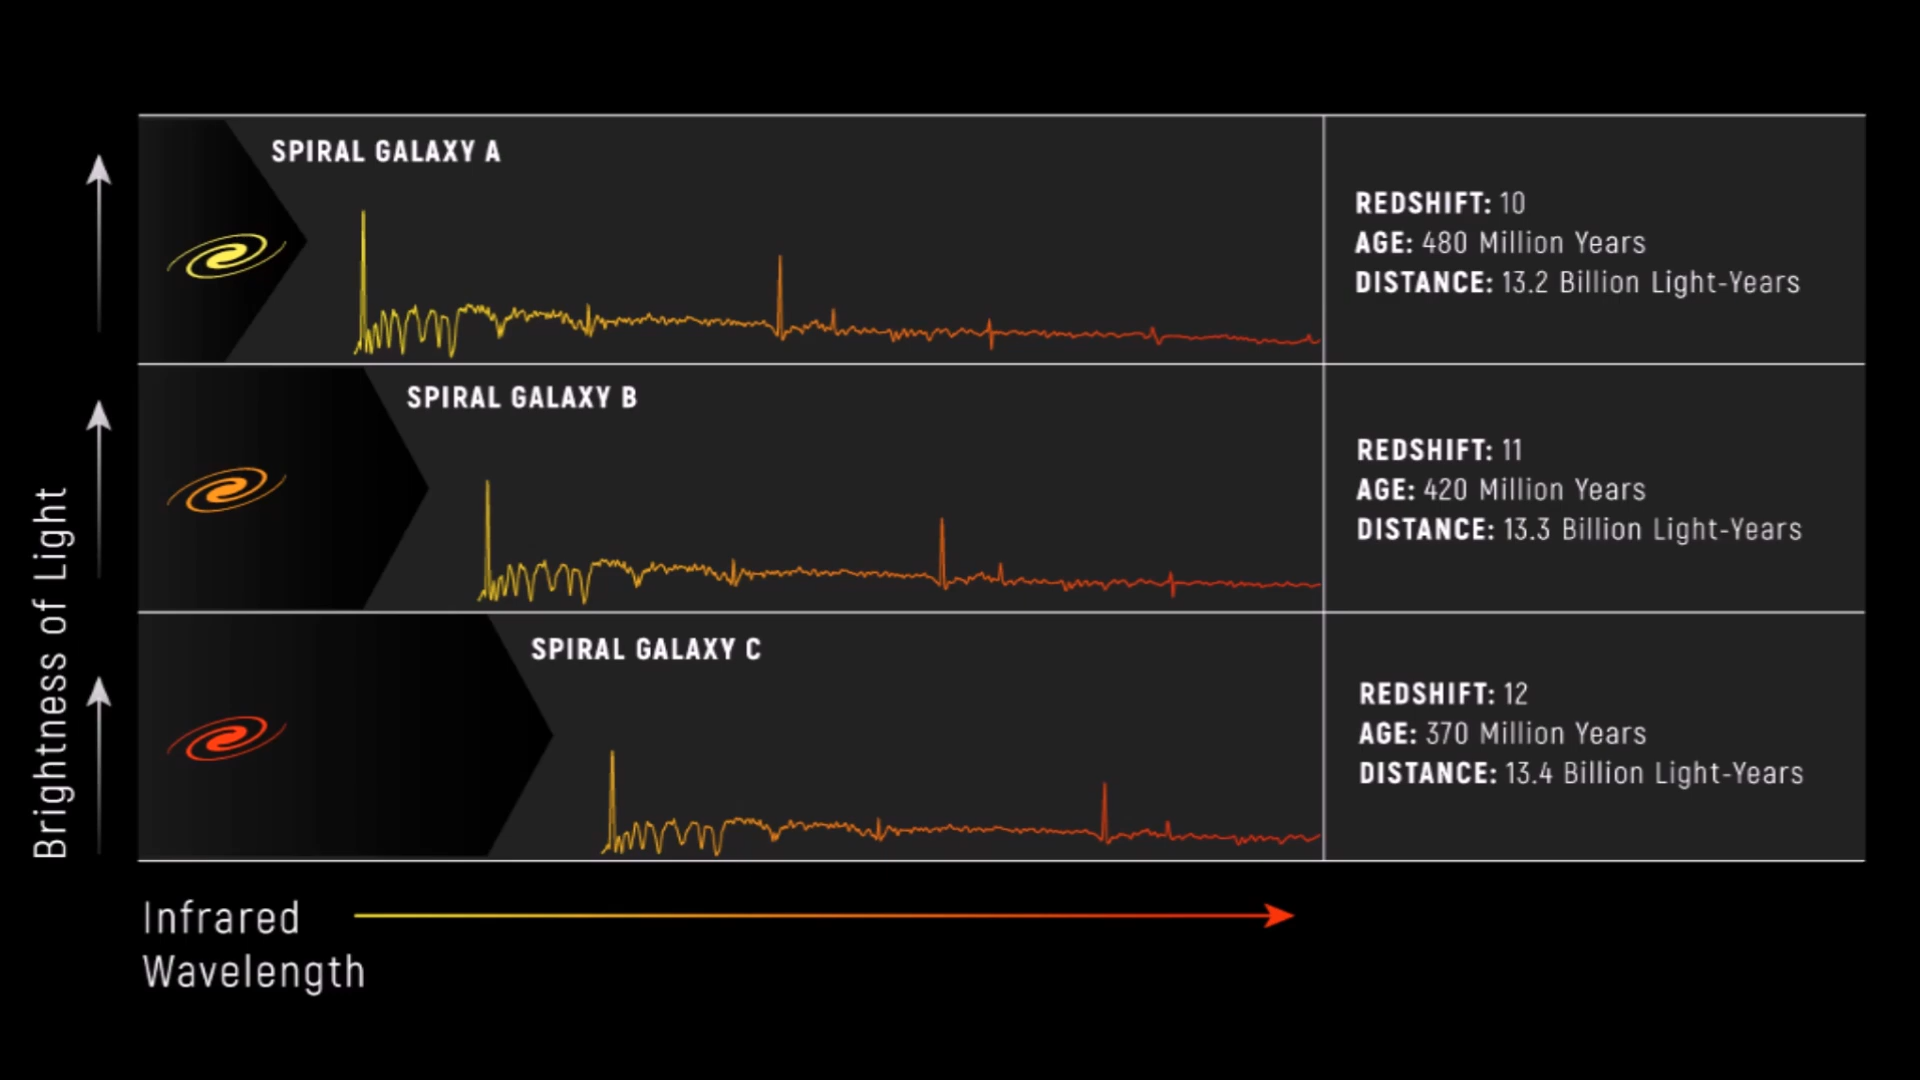 SPIRAL GALAXY A
REDSHIFT: 10
AGE: 480 Million Years
DISTANCE: 13.2 Billion Light-Years
SPIRAL GALAXY B
REDSHIFT: 11
AGE: 420 Million Years
DISTANCE: 13.3 Billion Light-Years
SPIRAL GALAXY C
REDSHIFT: 12
AGE: 370 Million Years
DISTANCE: 13.4 Billion Light-Years
Brightness of Light
Infrared
Wavelength